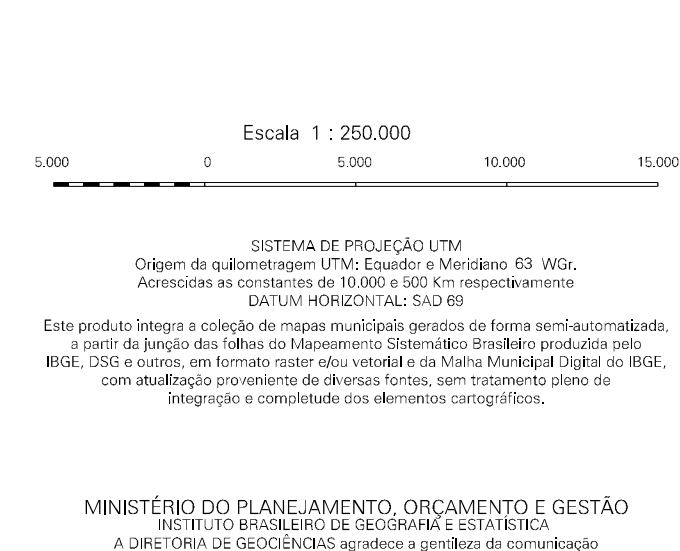 Escala 1 : 250.000
5.000 0 5.000 10.000 15.000
SISTEMA DE PROJEÇÃO UTM
Origem da quilometragem UTM: Equador e Meridiano 63 WGr.
Acrescidas as constantes de 10.000 e 500 Km respectivamente
DATUM HORIZONTAL: SAD 69
Este produto integra a coleção de mapas municipais gerados de forma semi-automatizada,
a partir da junção das folhas do Mapeamento Sistemático Brasileiro produzida pelo
IBGE, DSG e outros, em formato raster e/ou vetorial e da Malha Municipal Digital do IBGE,
com atualização proveniente de diversas fontes, sem tratamento pleno de
integração e completude dos elementos cartográficos.
MINISTÉRIO DO PLANEJAMENTO, ORÇAMENTO E GESTÃO
INSTITUTO BRASILEIRO DE GEOGRAFIA E ESTATÍSTICA
A DIRETORIA DE GEOCIÊNCIAS agradece a gentileza da comunicação